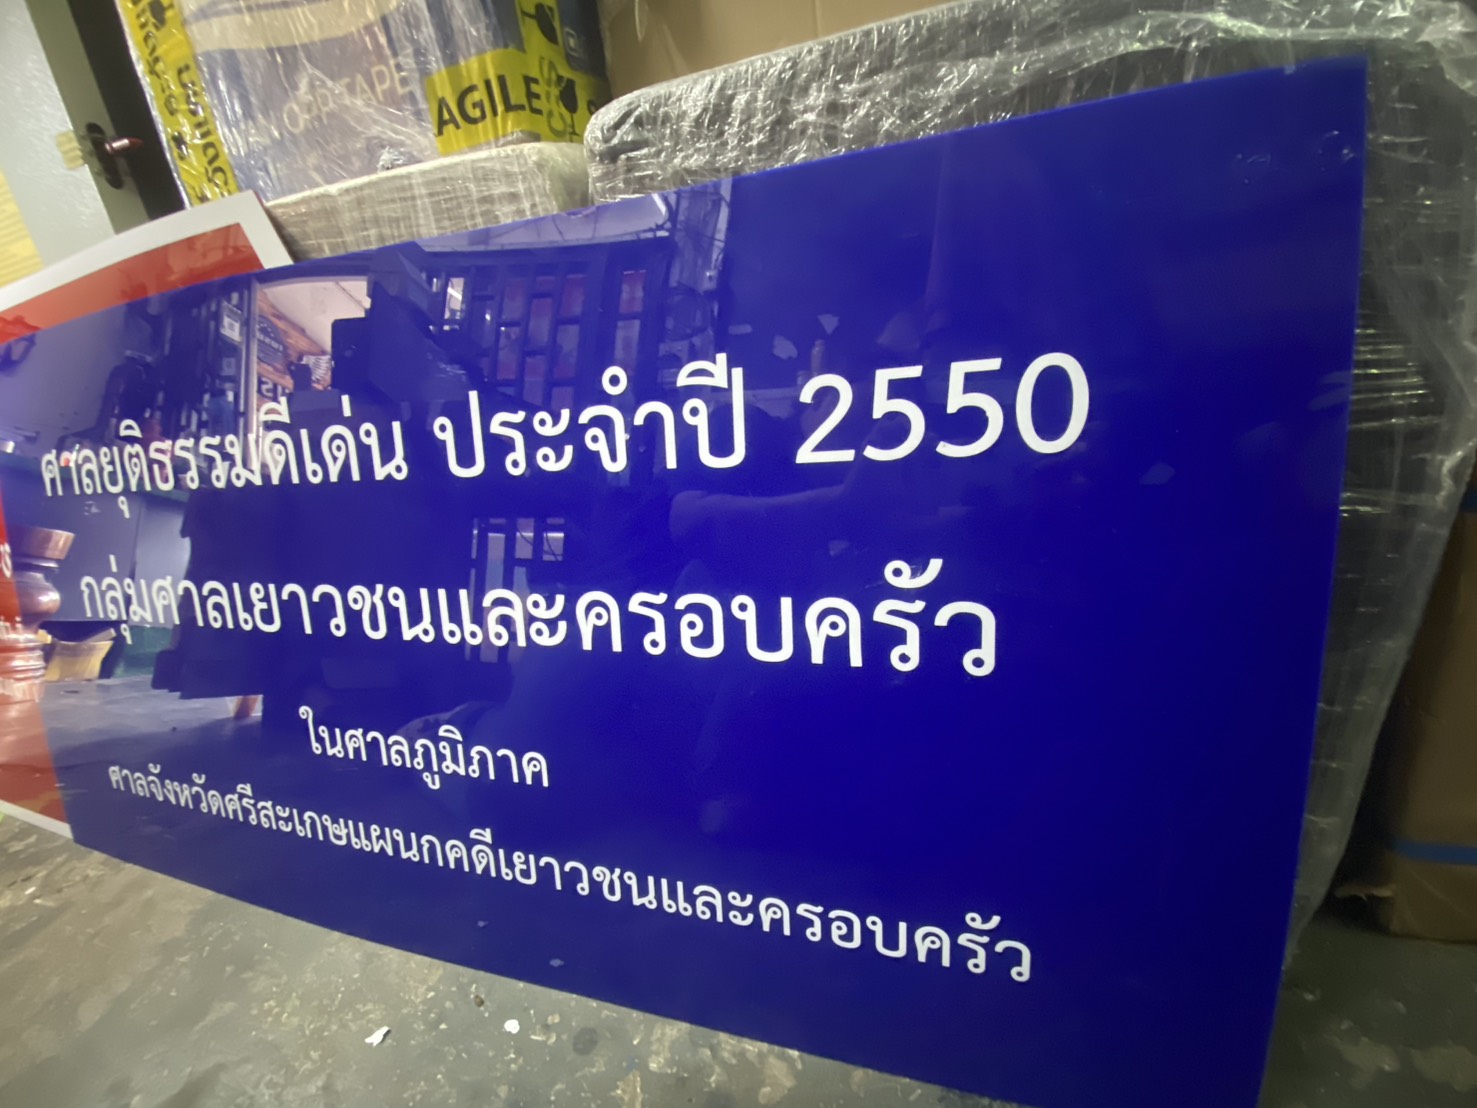 OPP TAPE
AGILE
ศาลยุติธรรมดีเด่น ประจำปี 2550
กลุ่มศาลเยาวชนและครอบครัว
ในศาลภูมิภาค
ศาลจังหวัดศรีสะเกษแผนกคดีเยาวชนและครอบครัว